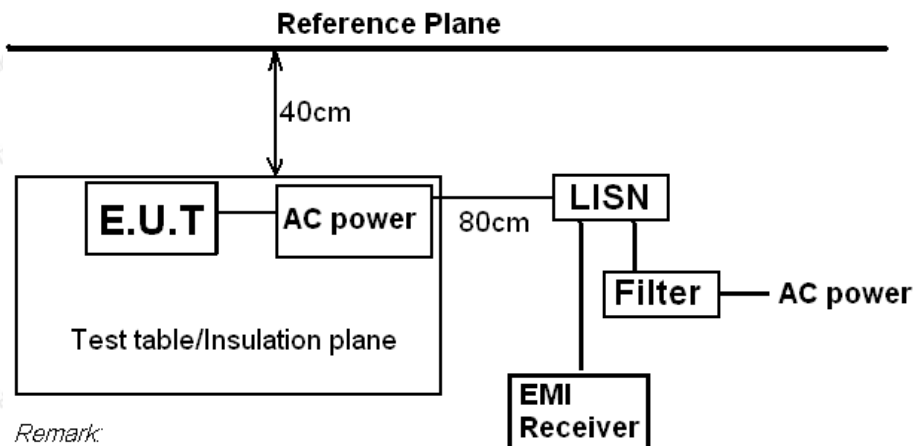 Reference Plane
40cm
E.U.T
AC power
80cm
LISN
Filter
AC power
Test table/Insulation plane
EMI
Receiver
Remark: